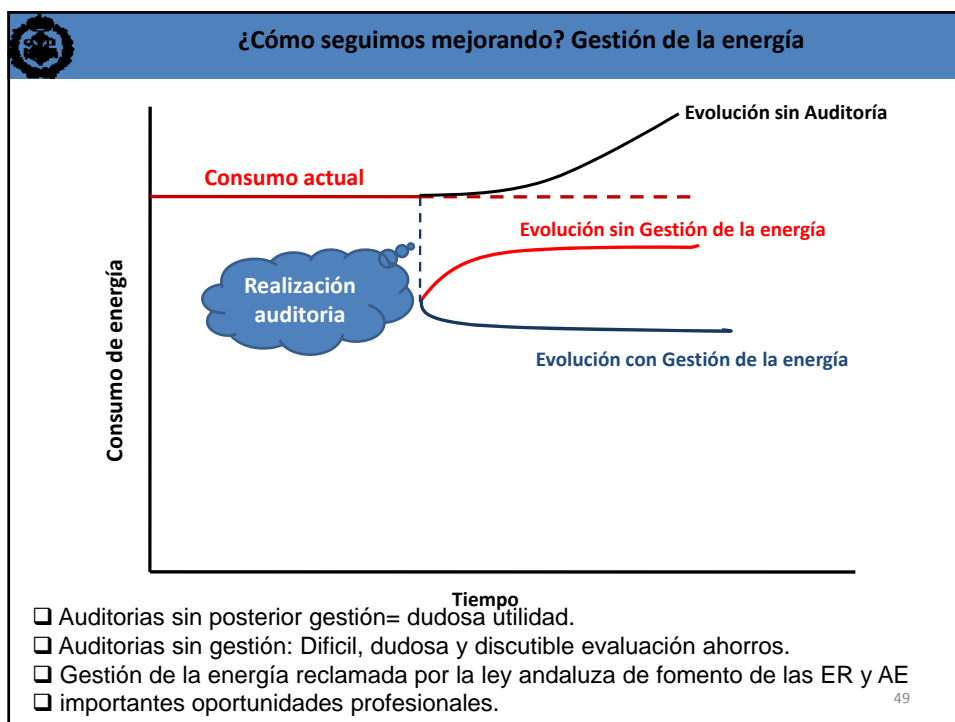 ¿Cómo seguimos mejorando? Gestión de la energía
Evolución sin Auditoría
Consumo actual
Evolución sin Gestión de la energía
Realización
auditoria
Evolución con Gestión de la energía
Consumo de energía
Tiempo
❑ Auditorias sin posterior gestión= dudosa utilidad.
❑ Auditorias sin gestión: Dificil, dudosa y discutible evaluación ahorros.
❑ Gestión de la energía reclamada por la ley andaluza de fomento de las ER y AE
❑ importantes oportunidades profesionales.
49